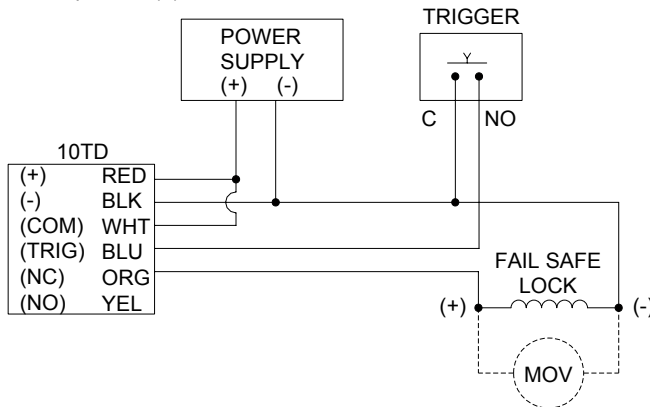 TRIGGER
POWER
SUPPLY
(+) (-)
C NO
10TD
(+) RED
(-) BLK
(COM) WHT
(TRIG) BLU
(NC) ORG
(NO) YEL
FAIL SAFE
LOCK
(+) (-)
MOV